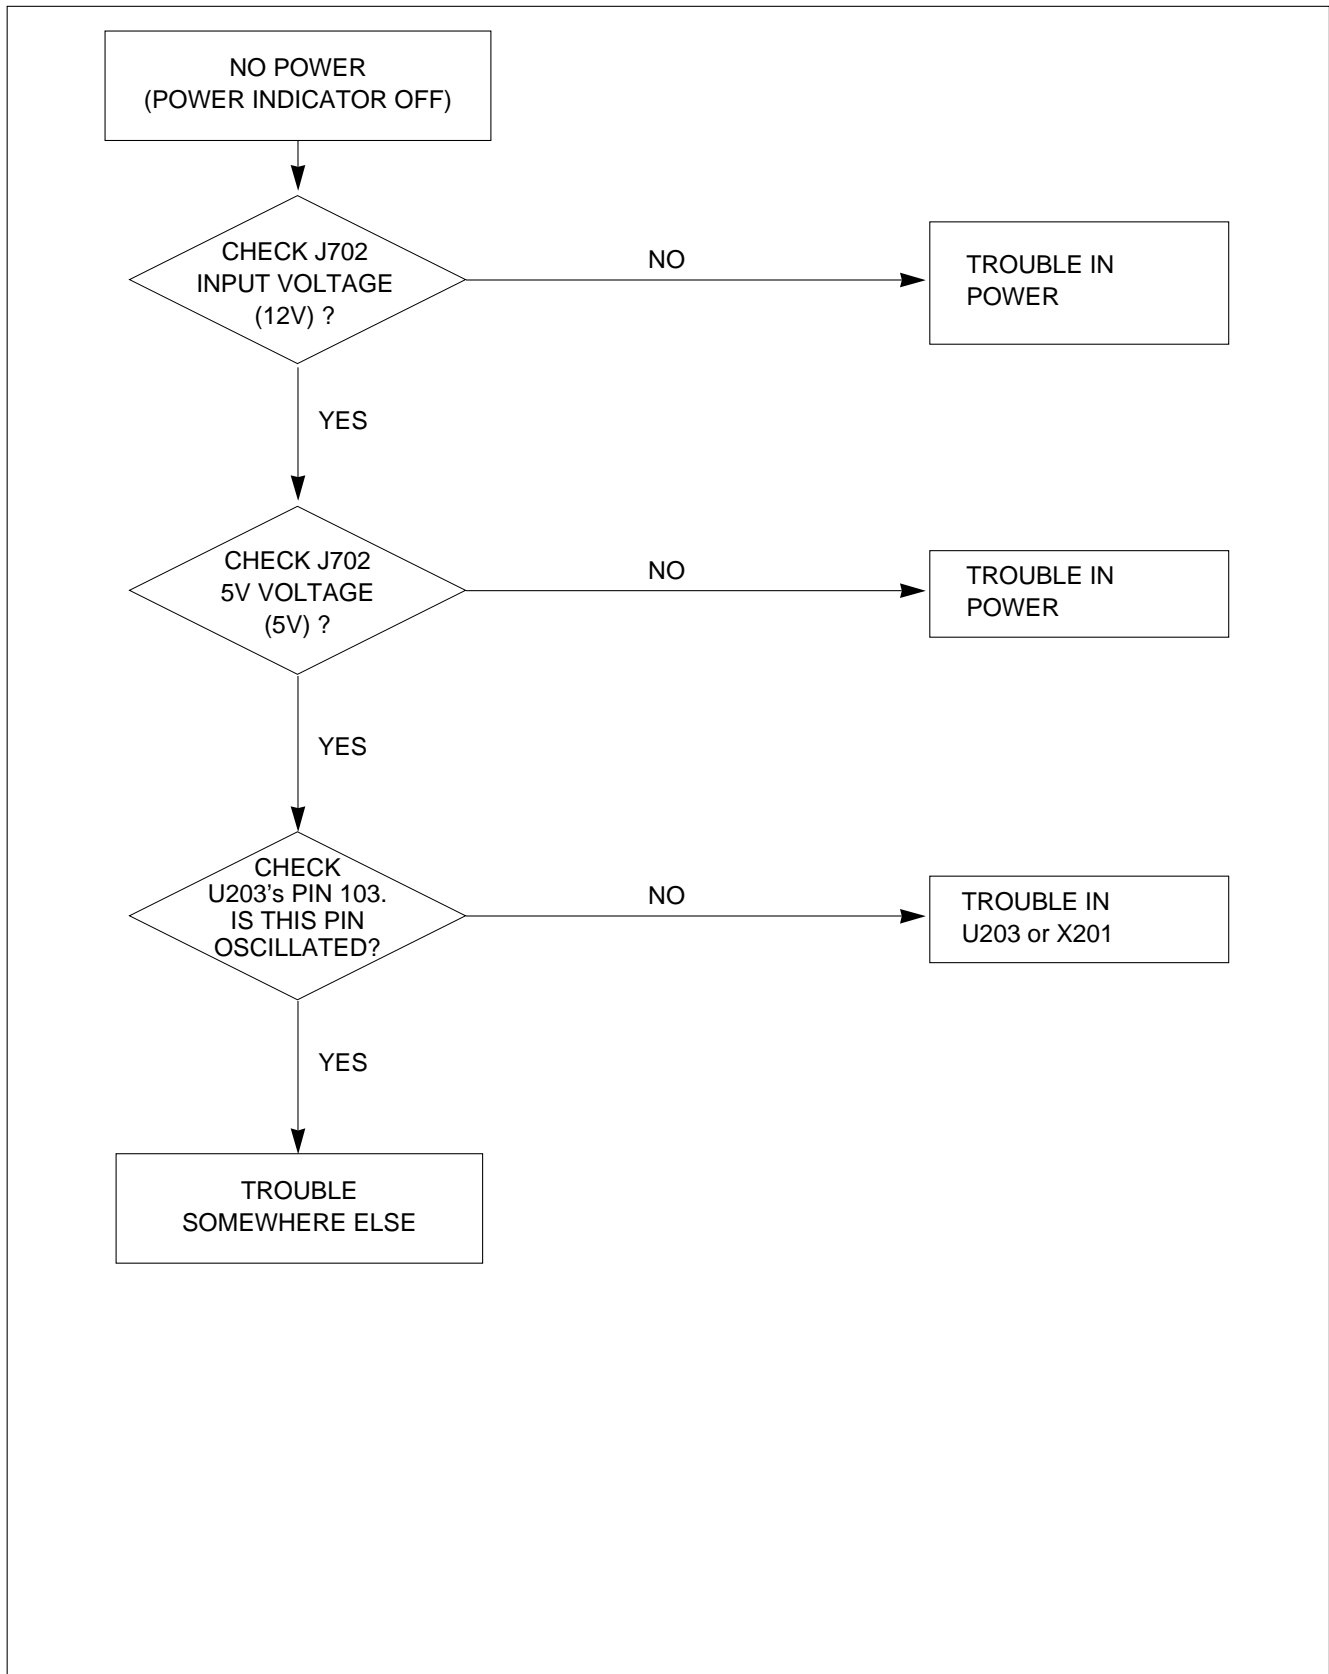 NO POWER
(POWER INDICATOR OFF)
CHECK J702
INPUT VOLTAGE
(12V) ?
NO
TROUBLE IN
POWER
YES
CHECK J702
5V VOLTAGE
(5V) ?
NO
TROUBLE IN
POWER
YES
CHECK
U203's PIN 103.
IS THIS PIN
OSCILLATED?
NO
TROUBLE IN
U203 or X201
YES
TROUBLE
SOMEWHERE ELSE